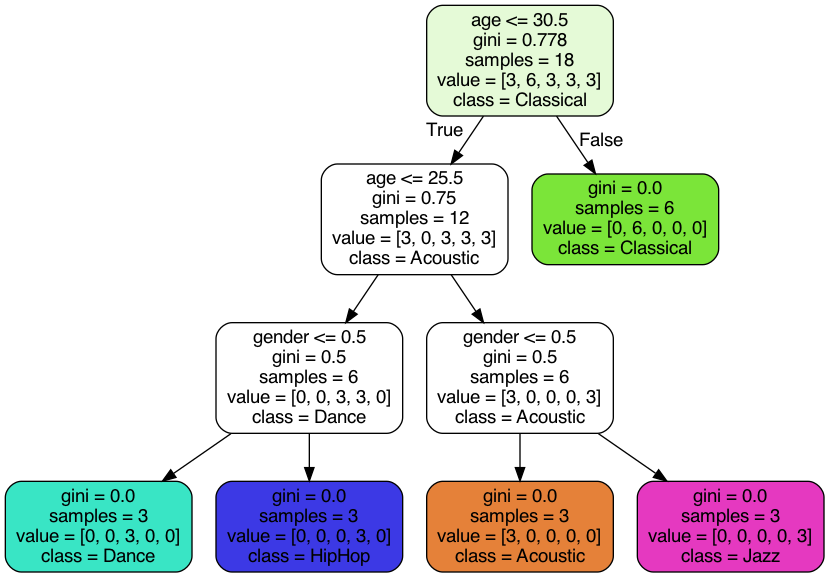 age <= 30.5
gini = 0.778
samples = 18
value = [3, 6, 3, 3, 3]
class = Classical
True
False
age <= 25.5
gini = 0.75
samples = 12
value = [3, 0, 3, 3, 3]
class = Acoustic
gini = 0.0
samples = 6
value = [0, 6, 0, 0, 0]
class = Classical
gender <= 0.5
gini = 0.5
samples = 6
value = [0, 0, 3, 3, 0]
class = Dance
gender <= 0.5
gini = 0.5
samples = 6
value = [3, 0, 0, 0, 3]
class = Acoustic
gini = 0.0
samples = 3
value = [0, 0, 3, 0, 0]
class = Dance
gini = 0.0
samples = 3
value = [0, 0, 0, 3, 0]
class = HipHop
gini = 0.0
samples = 3
value = [3, 0, 0, 0, 0]
class = Acoustic
gini = 0.0
samples = 3
value = [0, 0, 0, 0, 3]
class = Jazz